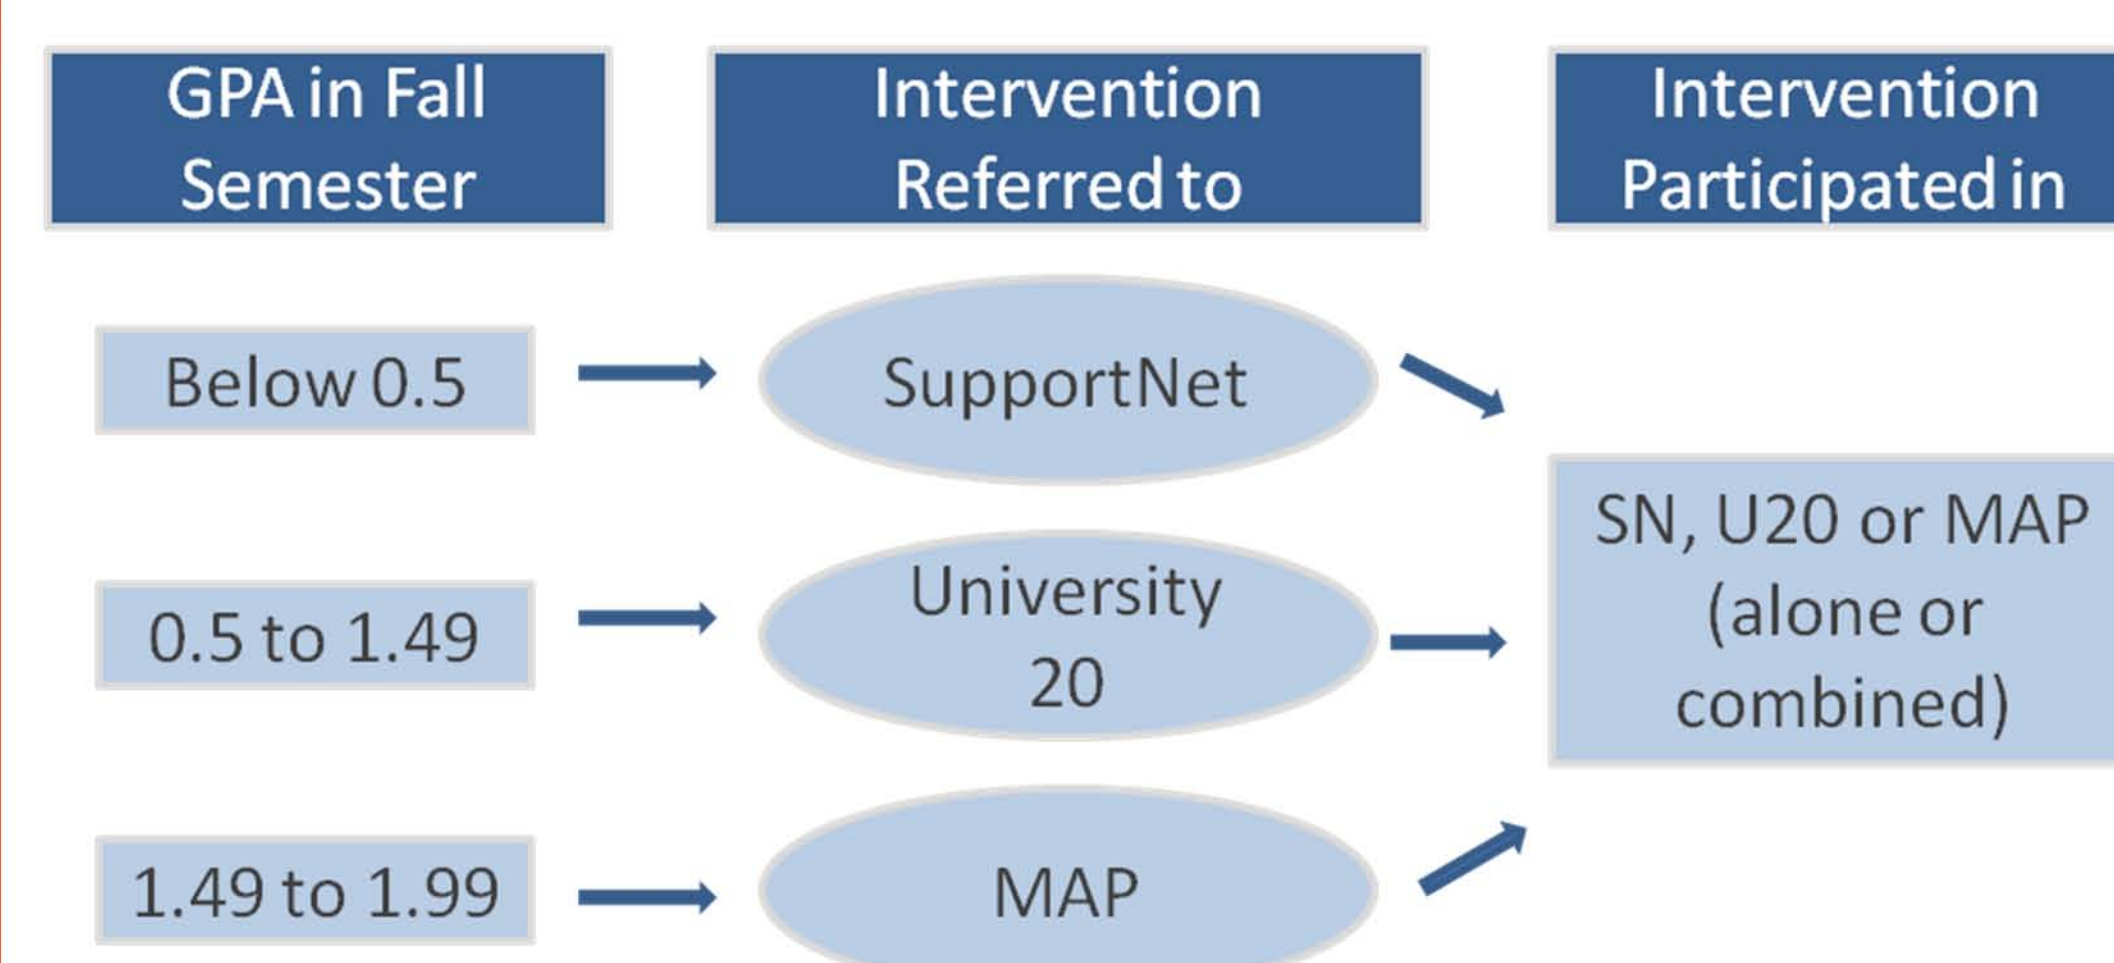 GPA in Fall
Semester
Intervention
Referred to
Intervention
Participated in
Below 0.5
SupportNet
0.5 to 1.49
University
20
SN, U20 or MAP
(alone or
combined)
1.49 to 1.99
MAP